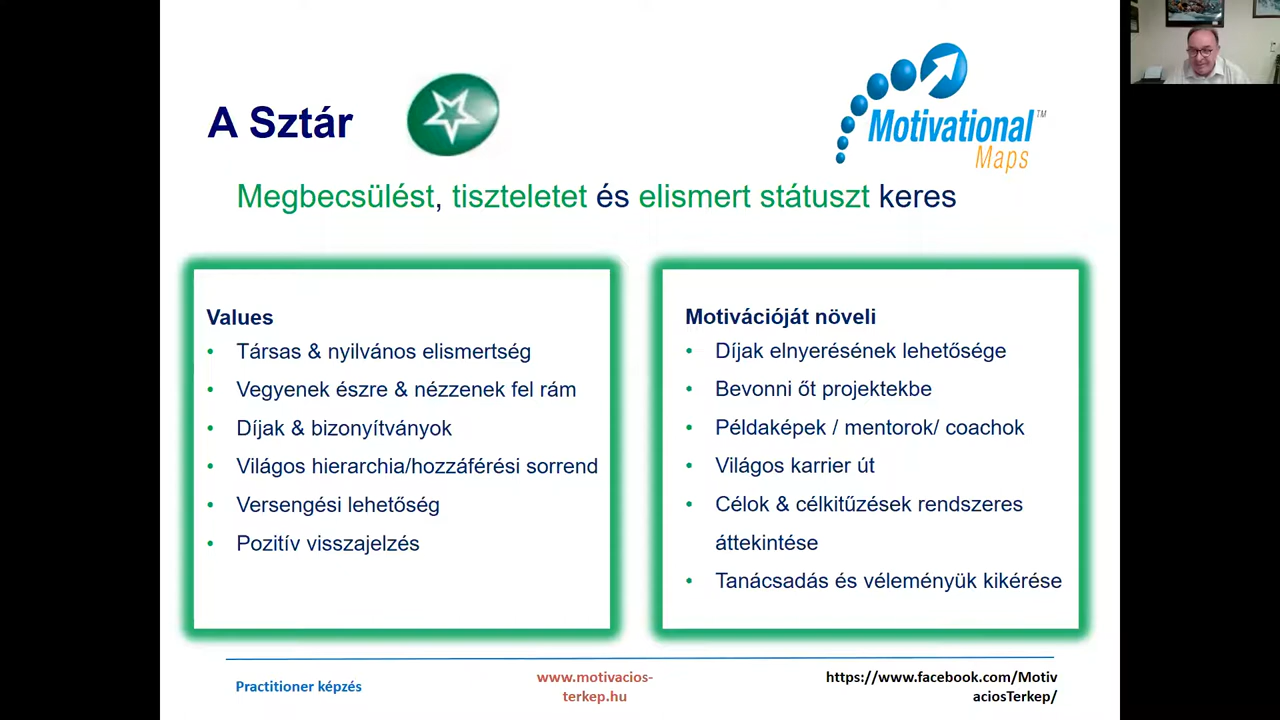 A Sztár
Motivational™
Maps
Megbecsülést, tiszteletet és elismert státuszt keres
Values
• Társas & nyilvános elismertség
• Vegyenek észre & nézzenek fel rám
• Díjak & bizonyítványok
• Világos hierarchia/hozzáférési sorrend
• Versengési lehetőség
• Pozitív visszajelzés
Motivációját növeli
• Díjak elnyerésének lehetősége
• Bevonni őt projektekbe
• Példaképek / mentorok/ coachok
• Világos karrier út
• Célok & célkitűzések rendszeres
áttekintése
• Tanácsadás és véleményük kikérése
Practitioner képzés
www.motivacios-
terkep.hu
https://www.facebook.com/Motiv
aciosTerkep/